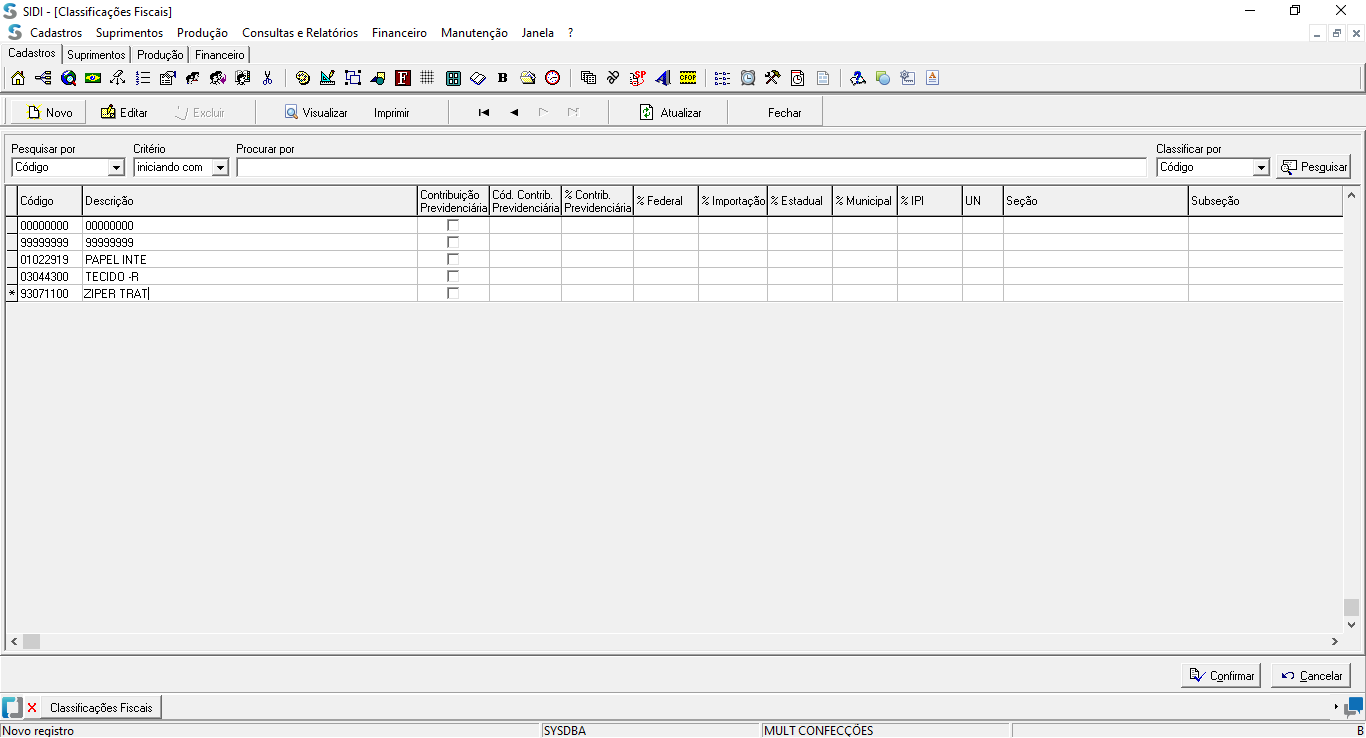 SIDI - [Classificações Fiscais]
Cadastros Suprimentos Produção Consultas e Relatórios Financeiro Manutenção Janela ?
Cadastros Suprimentos Produção Financeiro
F B SP CFOP
Novo Editar Excluir Visualizar Imprimir Atualizar Fechar
Pesquisar por Critério Procurar por Classificar por
Código iniciando com Código Pesquisar
Código Descrição Contribuição Previdenciária Cód. Contrib. Previdenciária % Contrib. Previdenciária % Federal % Importação % Estadual % Municipal % IPI UN Seção Subseção
00000000 00000000
99999999 99999999
01022919 PAPEL INTE
03044300 TECIDO -R
* 93071100 ZIPER TRAT
Confirmar Cancelar
Classificações Fiscais
Novo registro SYSDBA MULT CONFECÇÕES B